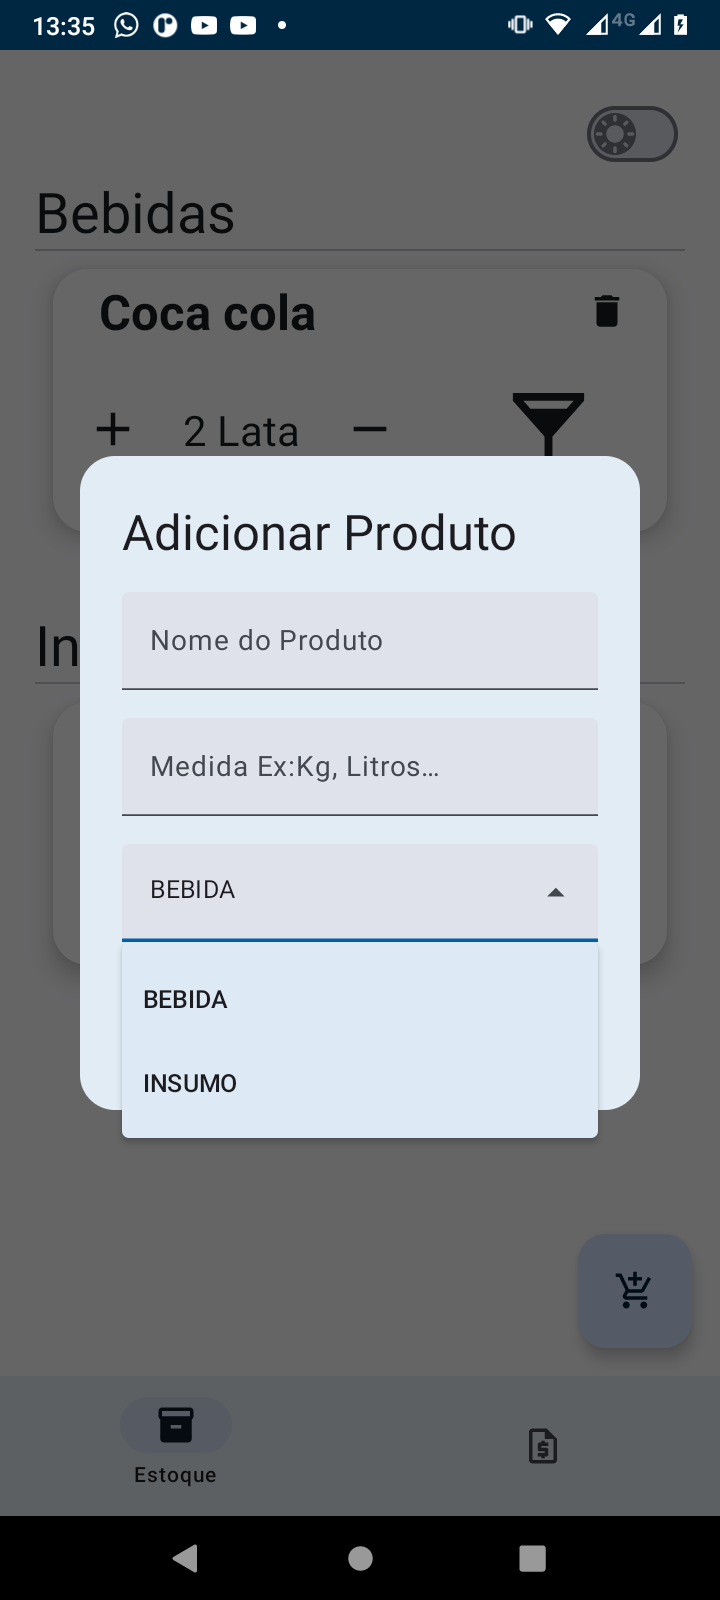 13:35
4G
Bebidas
Coca cola
2 Lata
Adicionar Produto
In
Nome do Produto
Medida Ex:Kg, Litros…
BEBIDA
BEBIDA
INSUMO
Estoque